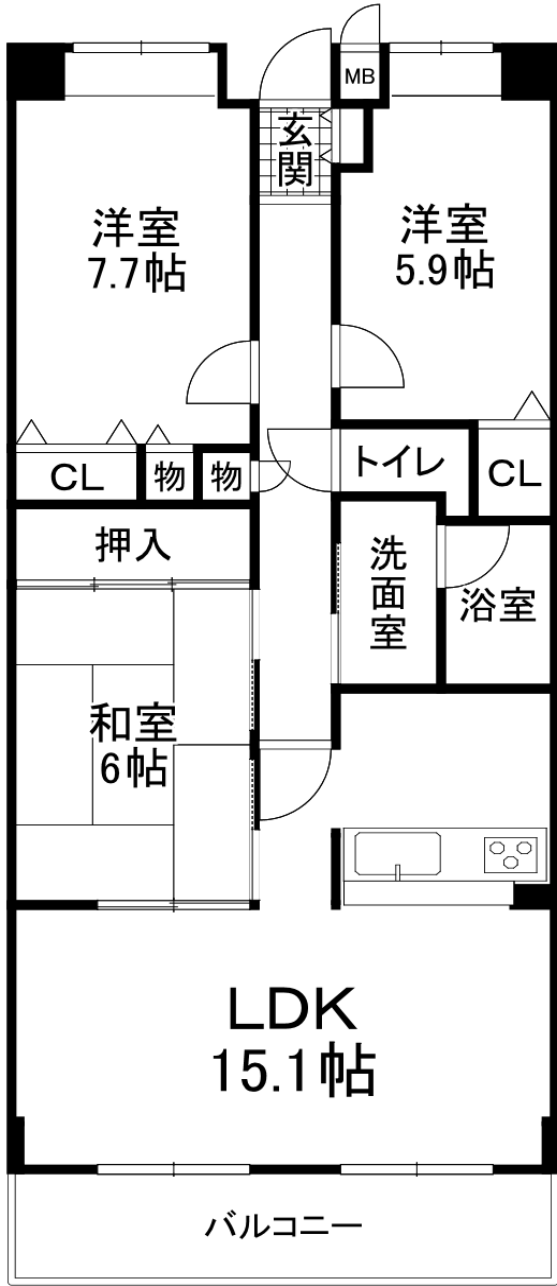 MB
玄
関
洋室
7.7帖
洋室
5.9帖
CL
物
物
トイレ
CL
押入
洗
面
室
浴室
和室
6帖
LDK
15.1帖
バルコニー